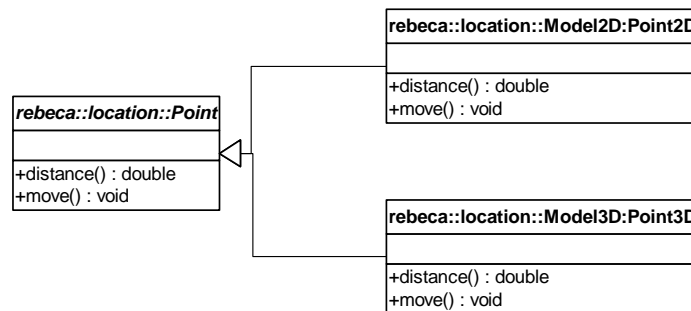 rebeca::location::Model2D:Point2D
+distance() : double
+move() : void
rebeca::location::Point
+distance() : double
+move() : void
rebeca::location::Model3D:Point3D
+distance() : double
+move() : void